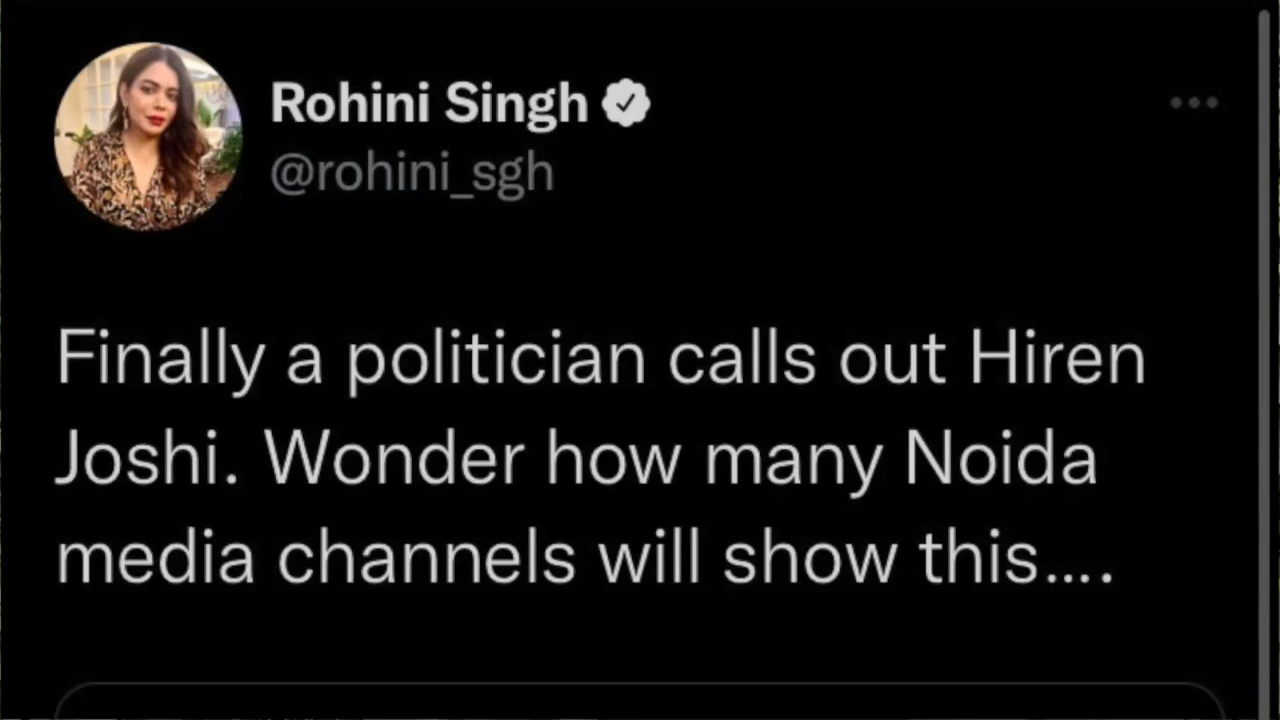 Rohini Singh
@rohini_sgh
Finally a politician calls out Hiren
Joshi. Wonder how many Noida
media channels will show this....